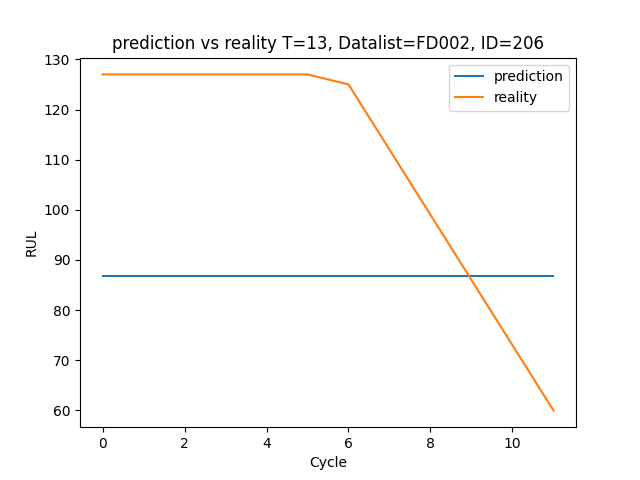 prediction vs reality T=13, Datalist=FD002, ID=206
130
120
110
100
90
80
70
60
RUL
prediction
reality
0 2 4 6 8 10
Cycle